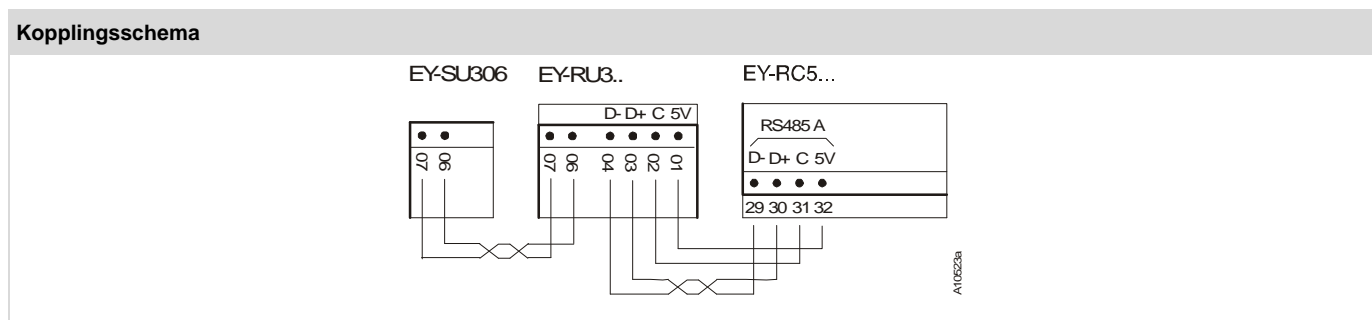 Kopplingsschema
EY-SU306 EY-RU3.. EY-RC5...
D- D+ C 5V
RS485 A
D- D+ C 5V
07 06
07 06 04 03 02 01
29 30 31 32
A10523a